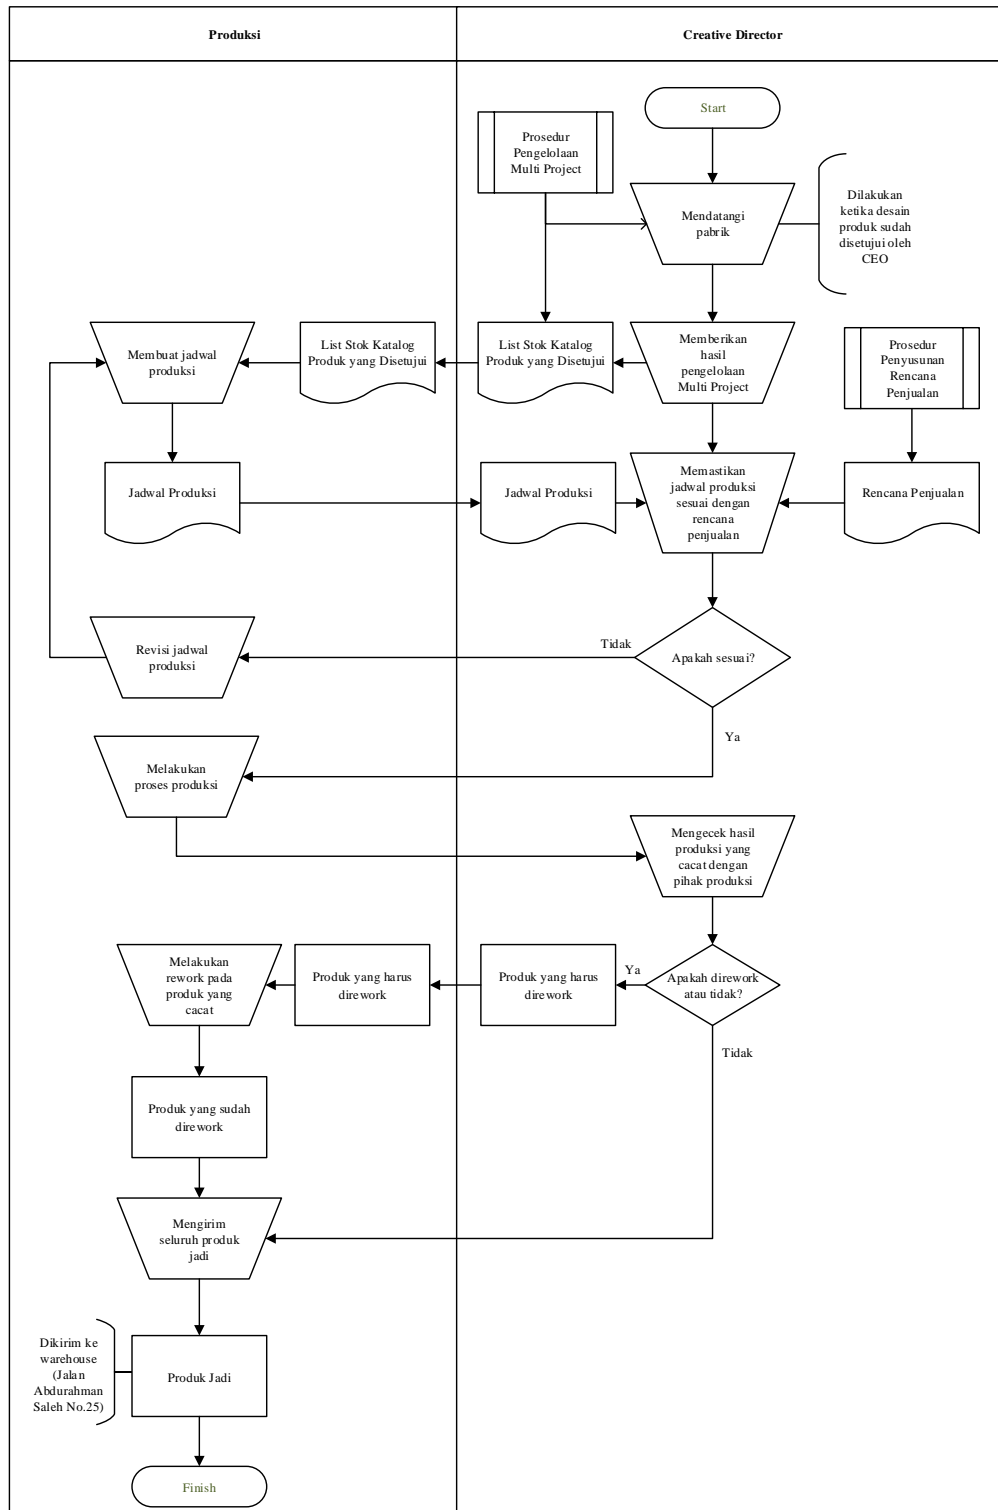 Produksi
Creative Director
Start
Prosedur
Pengelolaan
Multi Project
Mendatangi
pabrik
Dilakukan
ketika desain
produk sudah
disetujui oleh
CEO
Membuat jadwal
produksi
List Stok Katalog
Produk yang Disetujui
List Stok Katalog
Produk yang Disetujui
Memberikan
hasil
pengelolaan
Multi Project
Prosedur
Penyusunan
Rencana
Penjualan
Jadwal Produksi
Jadwal Produksi
Memastikan
jadwal produksi
sesuai dengan
rencana
penjualan
Rencana Penjualan
Revisi jadwal
produksi
Tidak
Apakah sesuai?
Ya
Melakukan
proses produksi
Mengecek hasil
produksi yang
cacat dengan
pihak produksi
Melakukan
rework pada
produk yang
cacat
Produk yang harus
dirework
Produk yang harus
dirework
Ya
Apakah dirework
atau tidak?
Tidak
Produk yang sudah
dirework
Mengirim
seluruh produk
jadi
Dikirim ke
warehouse
(Jalan
Abdurahman
Saleh No.25)
Produk Jadi
Finish